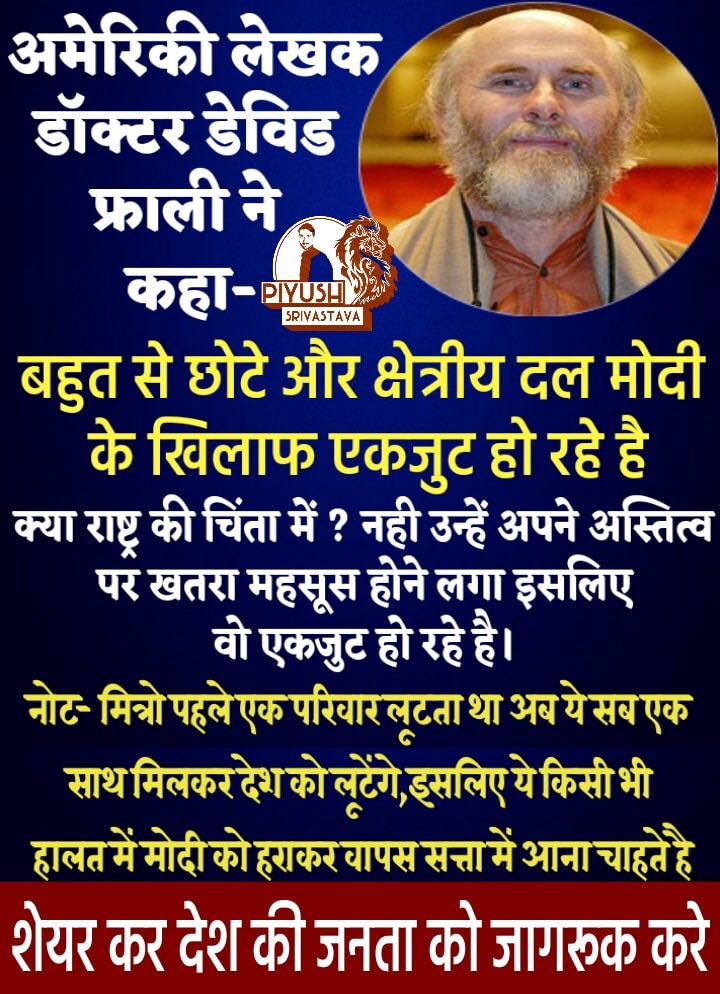 अमेरिकी लेखक
डॉक्टर डेविड
फ्राली ने
कहा-
PIYUSH
SRIVASTAVA
बहुत से छोटे और क्षेत्रीय दल मोदी
के खिलाफ एकजुट हो रहे है
क्या राष्ट्र की चिंता में ? नही उन्हें अपने अस्तित्व
पर खतरा महसूस होने लगा इसलिए
वो एकजुट हो रहे है।
नोट- मित्रो पहले एक परिवार लूटता था अब ये सब एक
साथ मिलकर देश को लूटेंगे,इसलिए ये किसी भी
हालत में मोदी को हराकर वापस सत्ता में आना चाहते है
शेयर कर देश की जनता को जागरूक करे